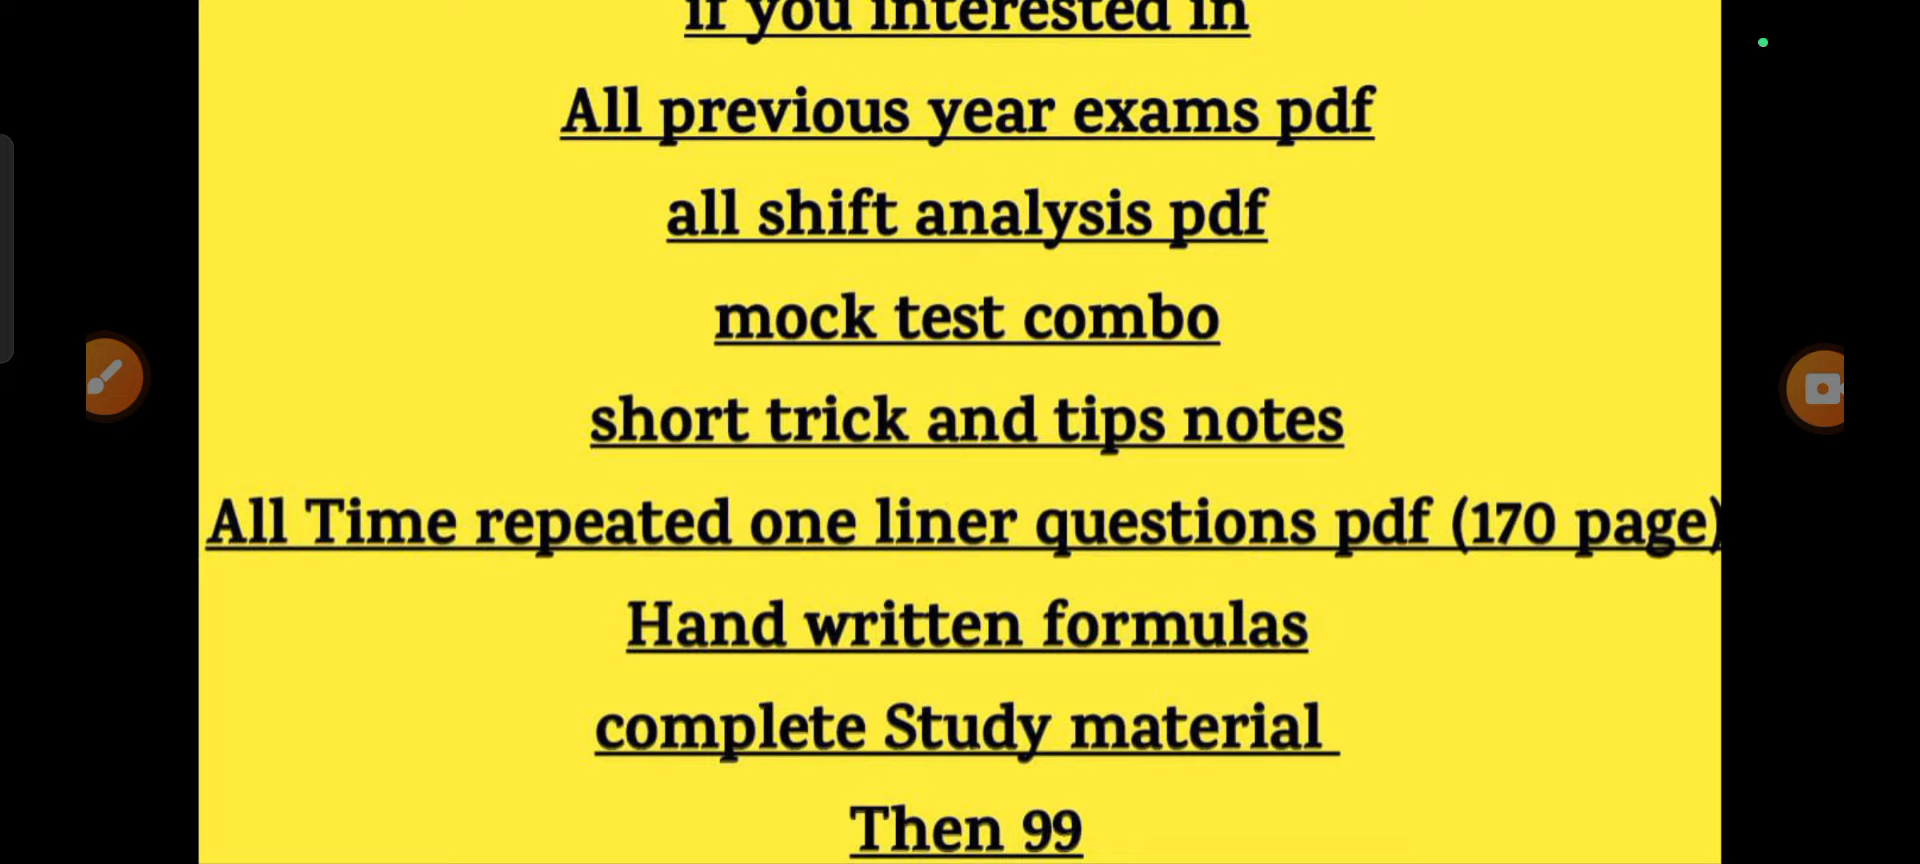 if you interested in
All previous year exams pdf
all shift analysis pdf
mock test combo
short trick and tips notes
All Time repeated one liner questions pdf (170 page)
Hand written formulas
complete Study material
Then 99